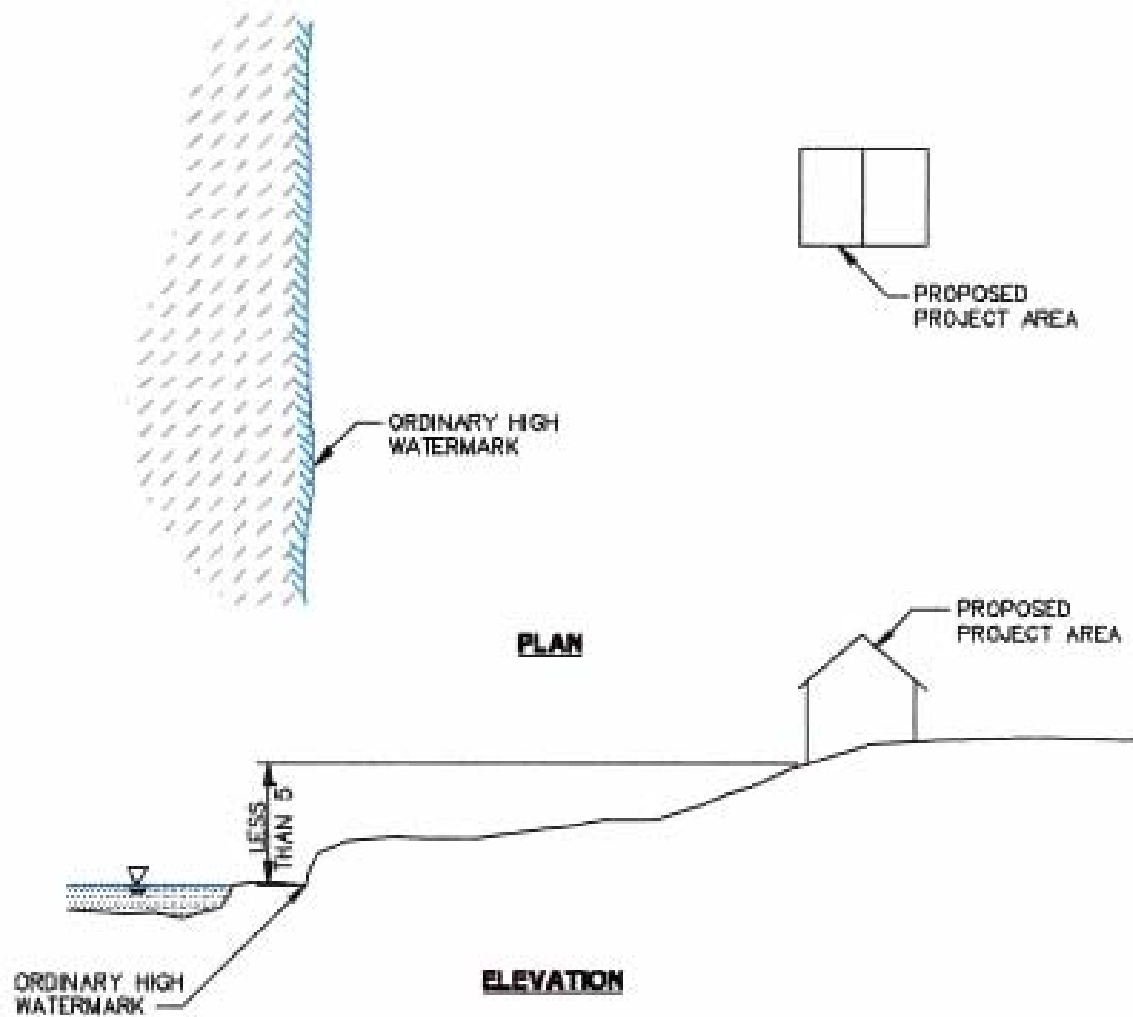 PROPOSED
PROJECT AREA
ORDINARY HIGH
WATERMARK
PLAN
PROPOSED
PROJECT AREA
LESS
THAN 5
ORDINARY HIGH
WATERMARK
ELEVATION